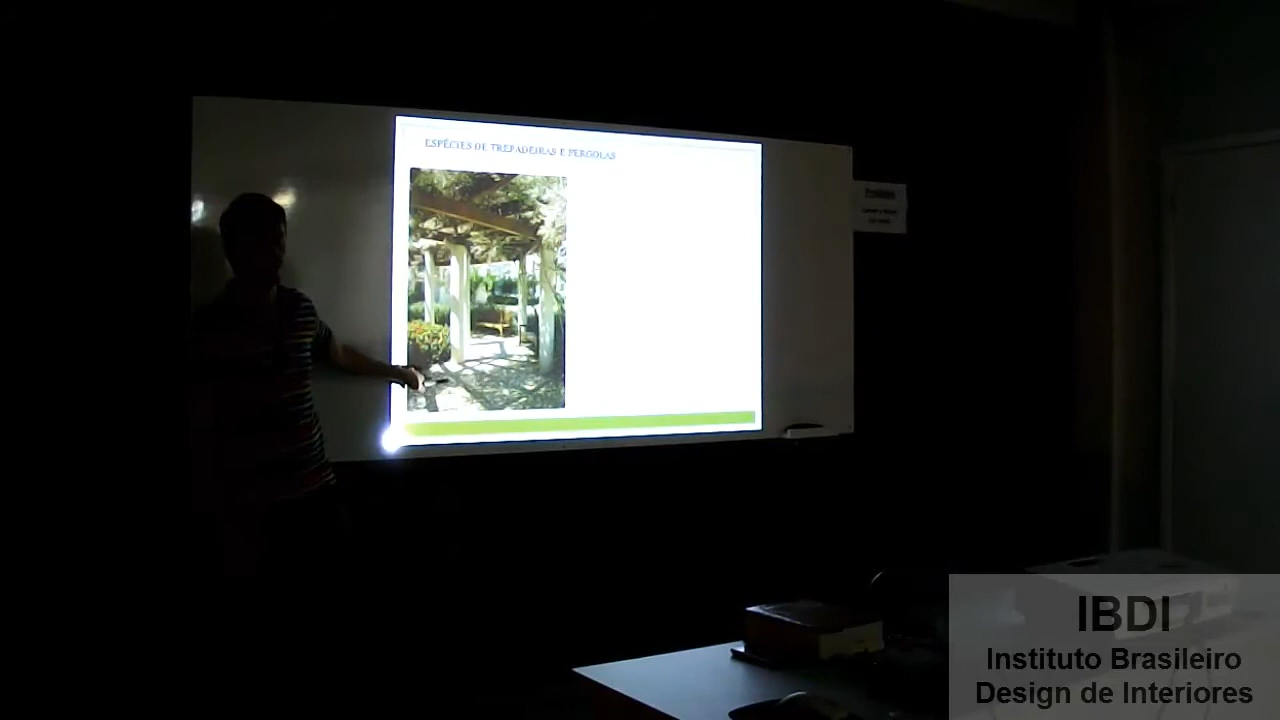 ESPÉCIES DE TREPADEIRAS E PERGOLAS
IBDI
Instituto Brasileiro
Design de Interiores